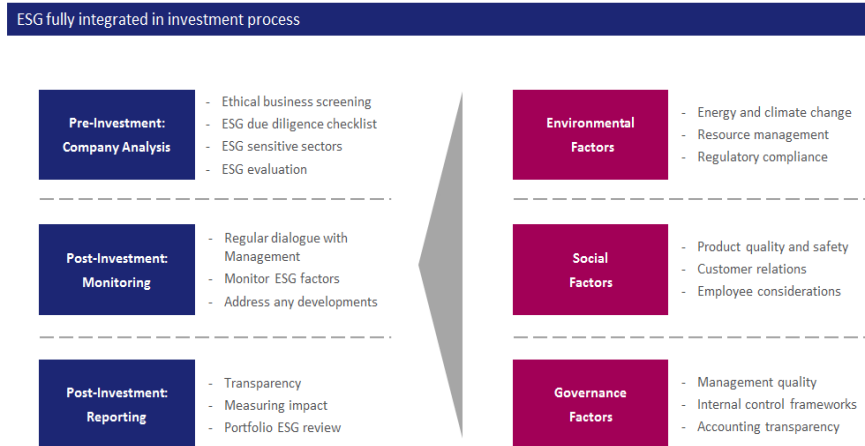 ESG fully integrated in investment process
Pre-Investment:
Company Analysis
- Ethical business screening
- ESG due diligence checklist
- ESG sensitive sectors
- ESG evaluation
Environmental
Factors
- Energy and climate change
- Resource management
- Regulatory compliance
Post-Investment:
Monitoring
- Regular dialogue with
Management
- Monitor ESG factors
- Address any developments
Social
Factors
- Product quality and safety
- Customer relations
- Employee considerations
Post-Investment:
Reporting
- Transparency
- Measuring impact
- Portfolio ESG review
Governance
Factors
- Management quality
- Internal control frameworks
- Accounting transparency